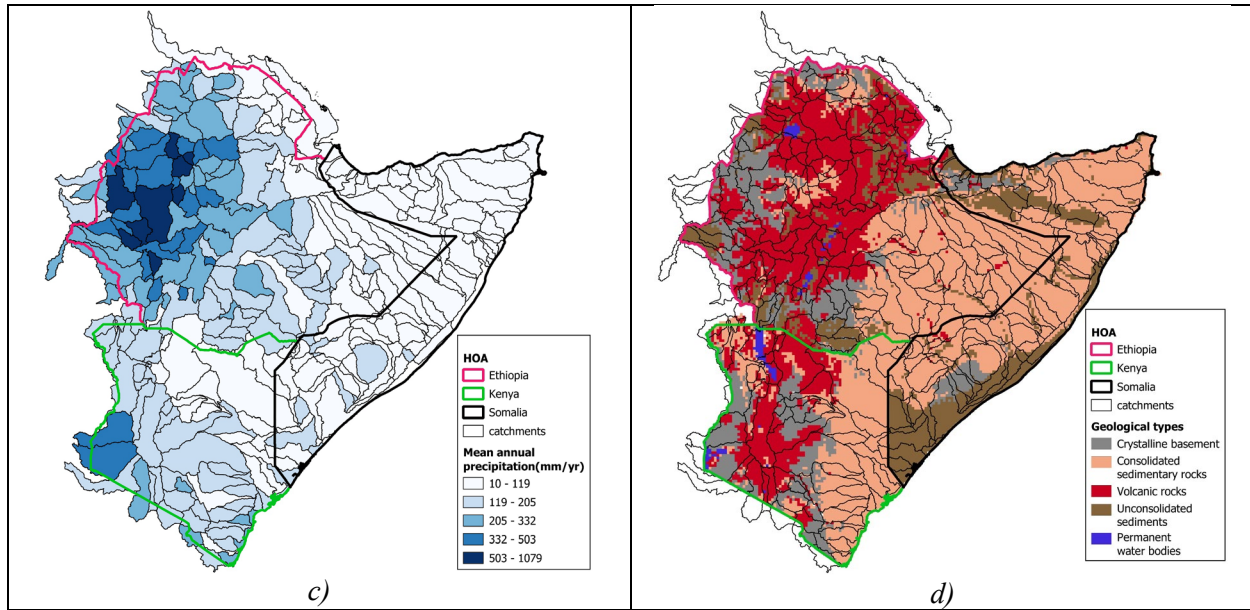 HOA
Ethiopia
Kenya
Somalia
catchments
Mean annual
precipitation(mm/yr)
10 - 119
119 - 205
205 - 332
332 - 503
503 - 1079
c)
HOA
Ethiopia
Kenya
Somalia
catchments
Geological types
Crystalline basement
Consolidated
sedimentary rocks
Volcanic rocks
Unconsolidated
sediments
Permanent
water bodies
d)